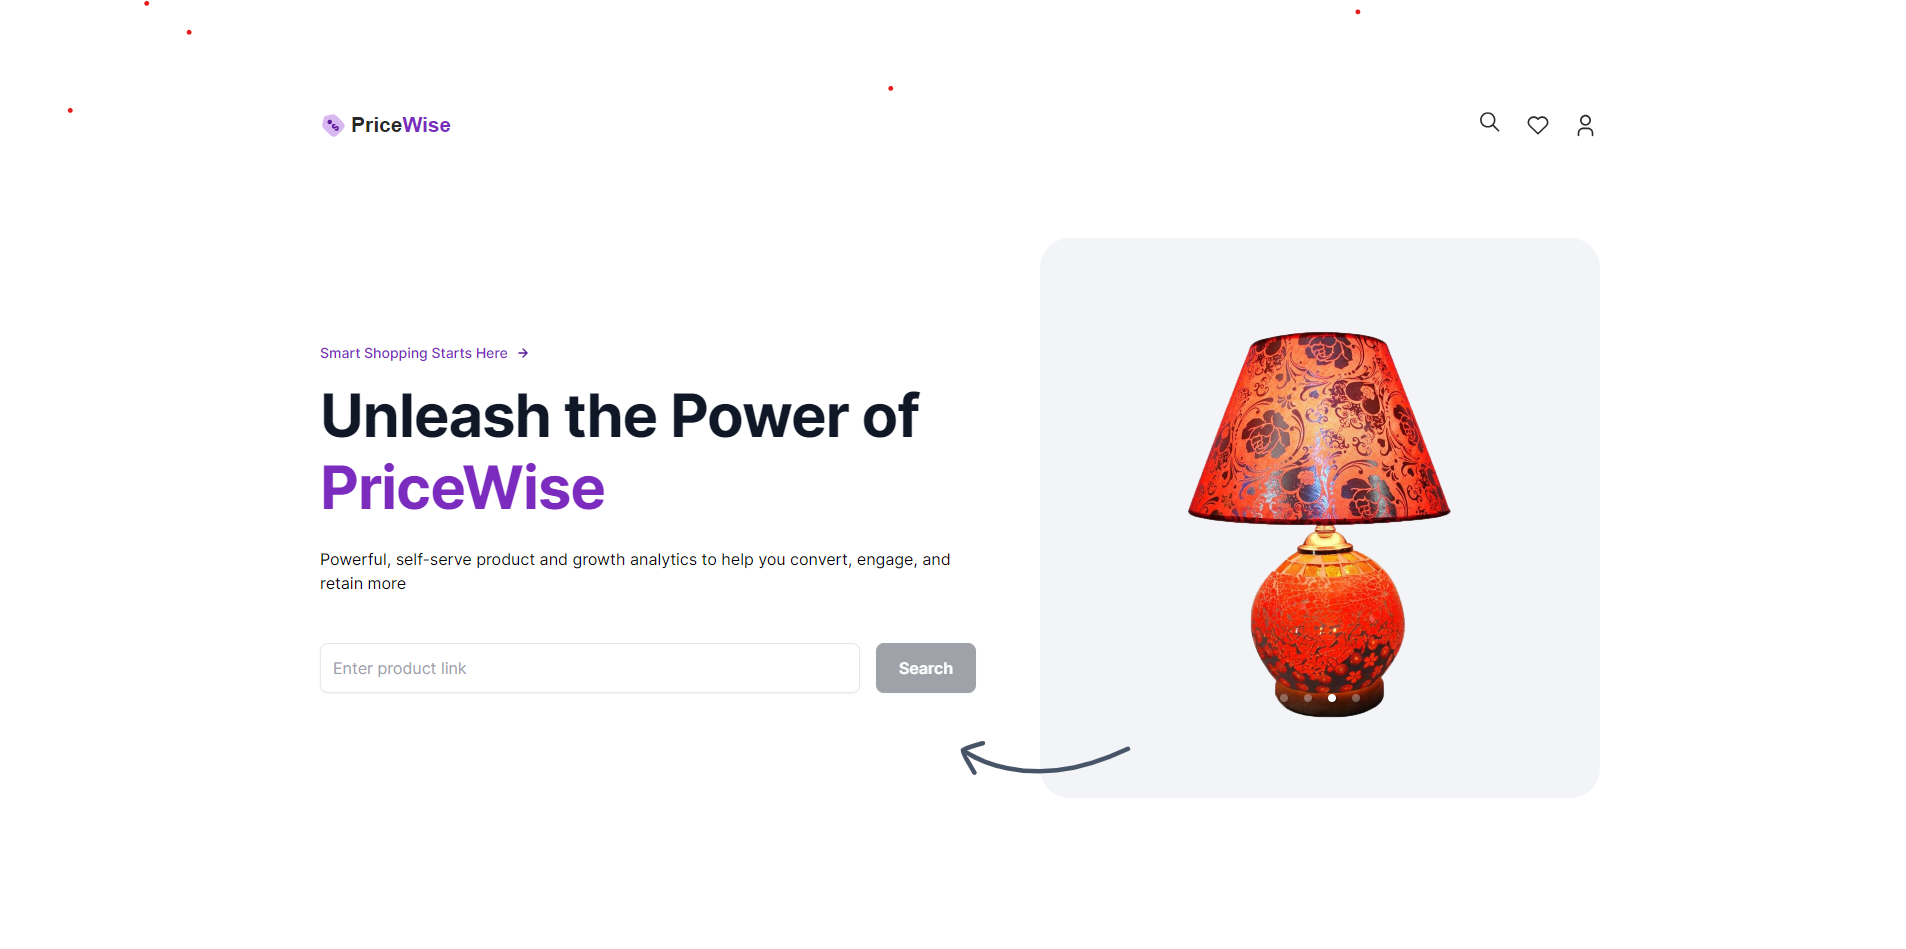 PriceWise
Smart Shopping Starts Here
Unleash the Power of
PriceWise
Powerful, self-serve product and growth analytics to help you convert, engage, and
retain more
Enter product link
Search